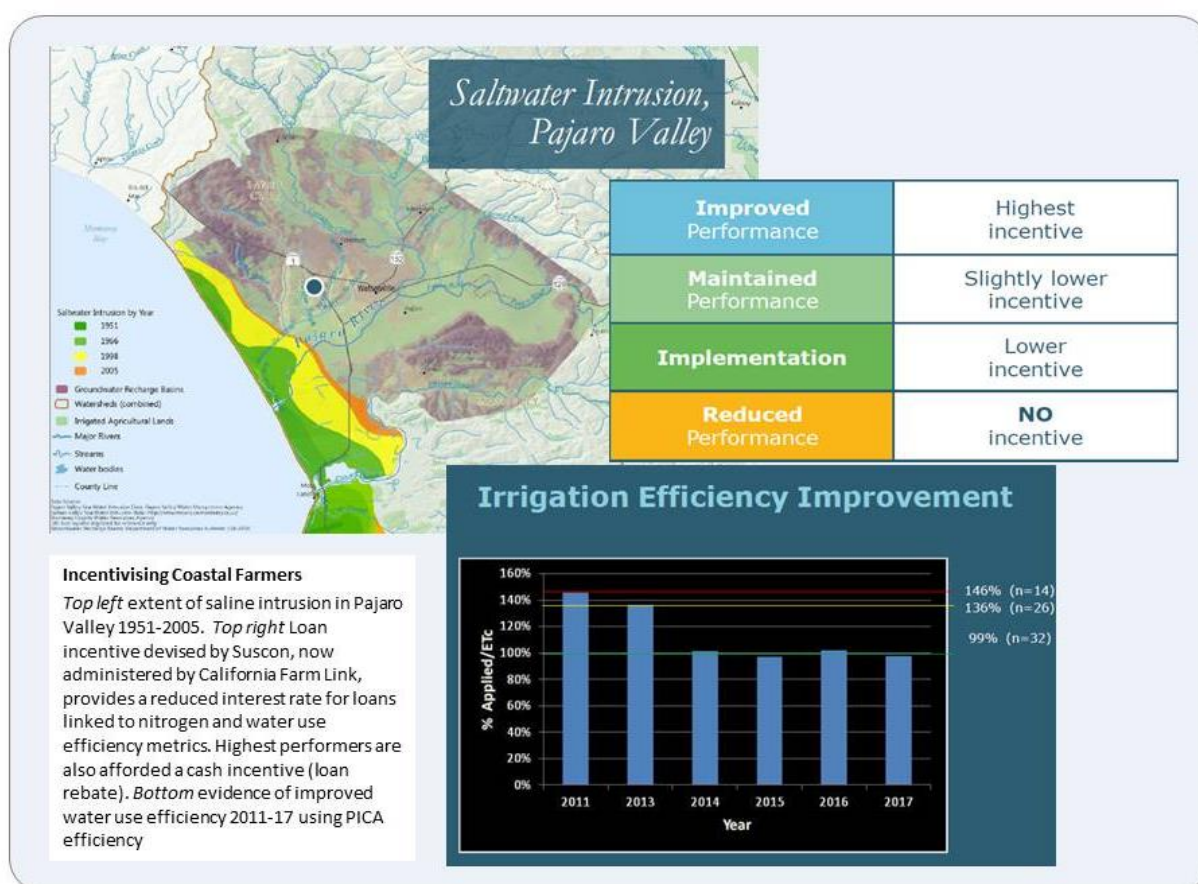 Saltwater Intrusion,
Pajaro Valley
Monterey
Bay
1
152
Watsonville
Pajaro River
Saltwater Intrusion by Year
1951
1966
1998
2005
Groundwater Recharge Basins
Watersheds (combined)
Irrigated Agricultural Lands
Major Rivers
Streams
Water bodies
County Line
Improved
Performance
Highest
incentive
Maintained
Performance
Slightly lower
incentive
Implementation
Lower
incentive
Reduced
Performance
NO
incentive
Irrigation Efficiency Improvement
% Applied/ETc
160%
140%
120%
100%
80%
60%
40%
20%
0%
2011 2013 2014 2015 2016 2017
Year
146% (n=14)
136% (n=26)
99% (n=32)
Incentivising Coastal Farmers
Top left extent of saline intrusion in Pajaro
Valley 1951-2005. Top right Loan
incentive devised by Suscon, now
administered by California Farm Link,
provides a reduced interest rate for loans
linked to nitrogen and water use
efficiency metrics. Highest performers are
also afforded a cash incentive (loan
rebate). Bottom evidence of improved
water use efficiency 2011-17 using PICA
efficiency